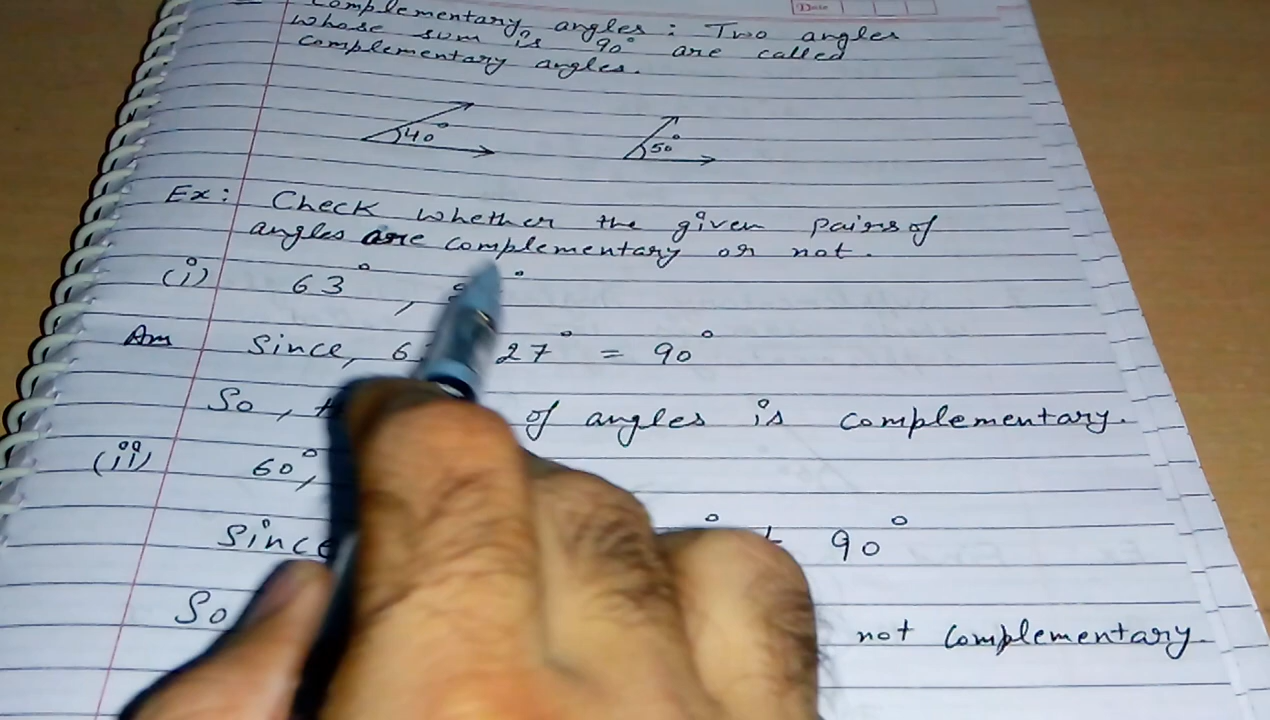 Complementary angles : Two angles
whose sum is 90° are called
complementary angles.
40° 50°
Ex: Check whether the given pairs of
angles are complementary or not.
(i) 63° ,
Ans Since, 6 27° = 90°
So, of angles is complementary.
(ii) 60°,
Since 90°
So not complementary.
Date